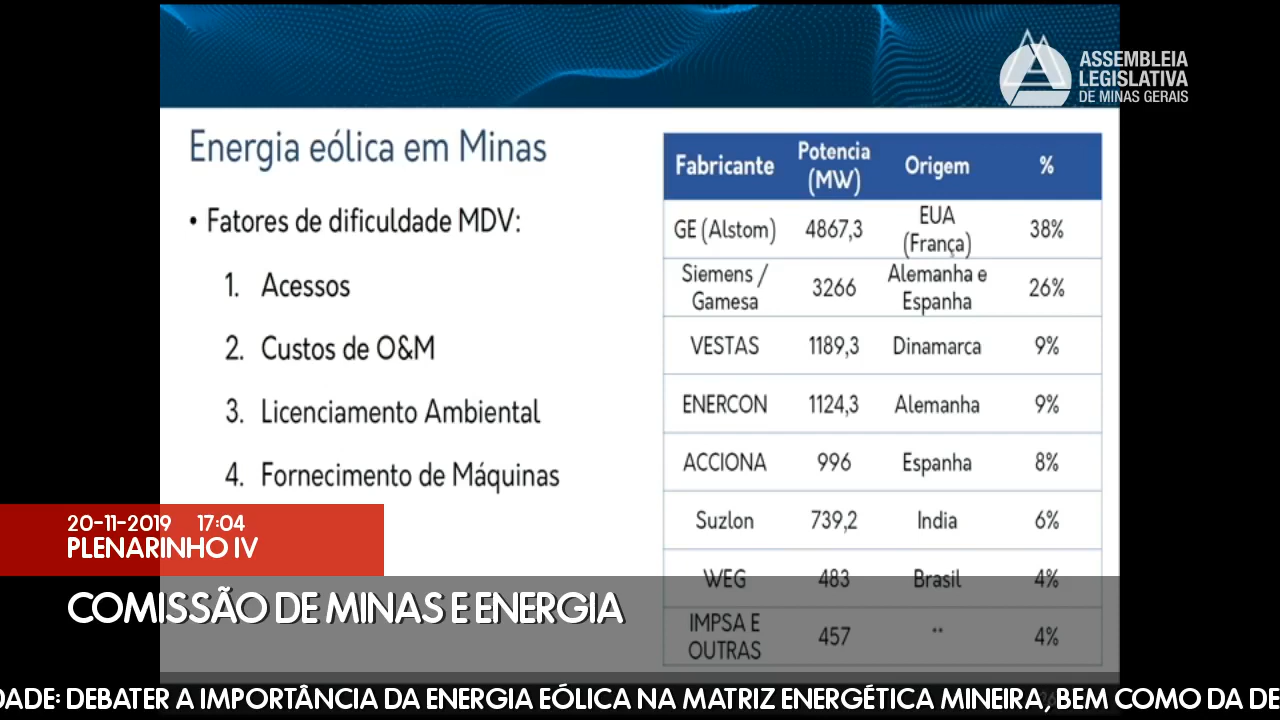 ASSEMBLEIA
LEGISLATIVA
DE MINAS GERAIS
Energia eólica em Minas
• Fatores de dificuldade MDV:
1. Acessos
2. Custos de O&M
3. Licenciamento Ambiental
4. Fornecimento de Máquinas
Fabricante Potencia (MW) Origem %
GE (Alstom) 4867,3 EUA (França) 38%
Siemens / Gamesa 3266 Alemanha e Espanha 26%
VESTAS 1189,3 Dinamarca 9%
ENERCON 1124,3 Alemanha 9%
ACCIONA 996 Espanha 8%
Suzlon 739,2 India 6%
WEG 483 Brasil 4%
IMPSA E OUTRAS 457 ** 4%
20-11-2019 17:04
PLENARINHO IV
COMISSÃO DE MINAS E ENERGIA
DADE: DEBATER A IMPORTÂNCIA DA ENERGIA EÓLICA NA MATRIZ ENERGÉTICA MINEIRA, BEM COMO DA DE